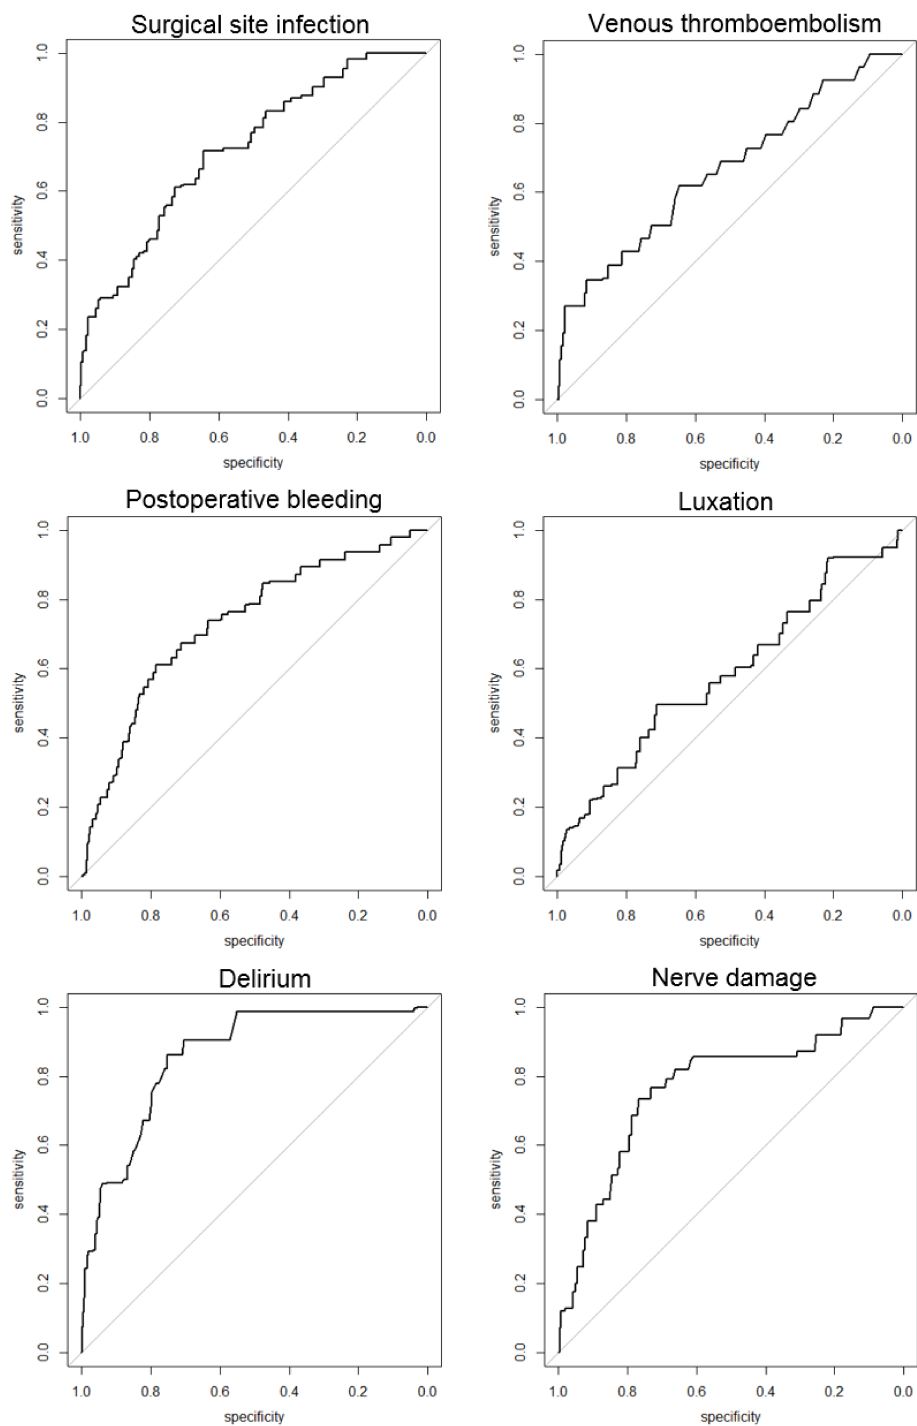 Surgical site infection
1.0
0.8
0.6
0.4
0.2
0.0
sensitivity
1.0 0.8 0.6 0.4 0.2 0.0
specificity
Venous thromboembolism
1.0
0.8
0.6
0.4
0.2
0.0
sensitivity
1.0 0.8 0.6 0.4 0.2 0.0
specificity
Postoperative bleeding
1.0
0.8
0.6
0.4
0.2
0.0
sensitivity
1.0 0.8 0.6 0.4 0.2 0.0
specificity
Luxation
1.0
0.8
0.6
0.4
0.2
0.0
sensitivity
1.0 0.8 0.6 0.4 0.2 0.0
specificity
Delirium
1.0
0.8
0.6
0.4
0.2
0.0
sensitivity
1.0 0.8 0.6 0.4 0.2 0.0
specificity
Nerve damage
1.0
0.8
0.6
0.4
0.2
0.0
sensitivity
1.0 0.8 0.6 0.4 0.2 0.0
specificity